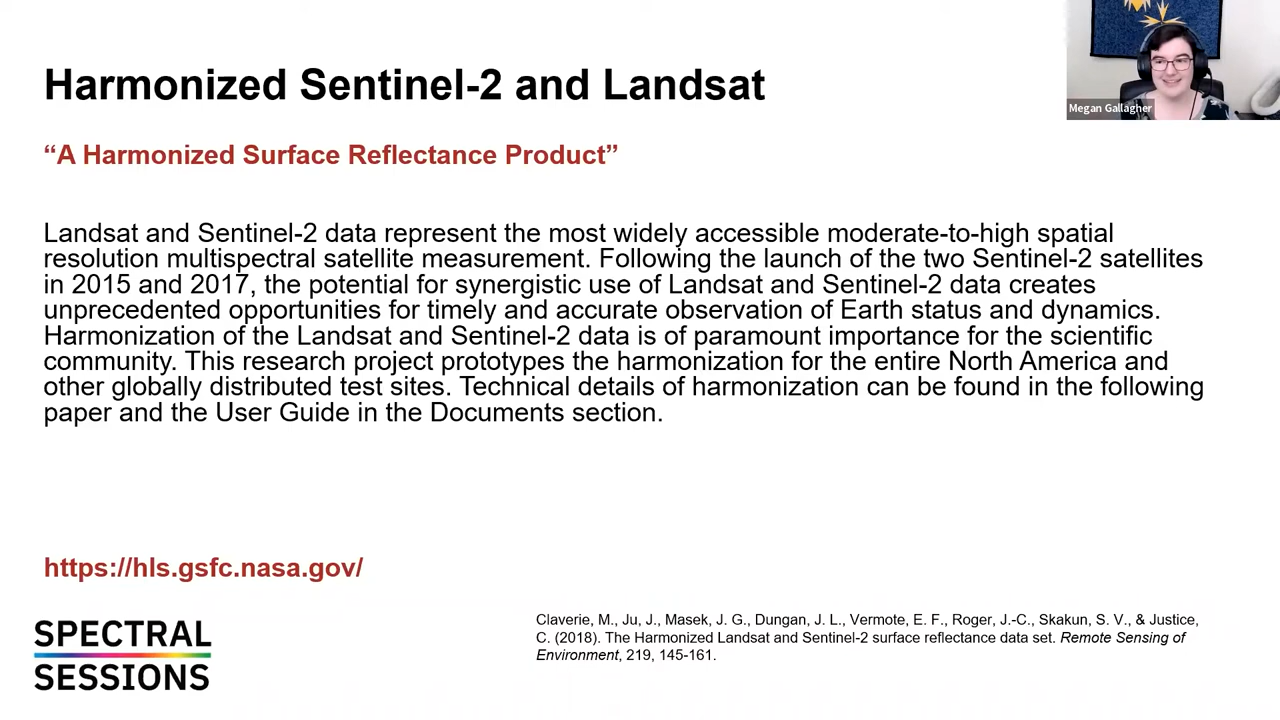 Harmonized Sentinel-2 and Landsat
Megan Gallagher
“A Harmonized Surface Reflectance Product”
Landsat and Sentinel-2 data represent the most widely accessible moderate-to-high spatial
resolution multispectral satellite measurement. Following the launch of the two Sentinel-2 satellites
in 2015 and 2017, the potential for synergistic use of Landsat and Sentinel-2 data creates
unprecedented opportunities for timely and accurate observation of Earth status and dynamics.
Harmonization of the Landsat and Sentinel-2 data is of paramount importance for the scientific
community. This research project prototypes the harmonization for the entire North America and
other globally distributed test sites. Technical details of harmonization can be found in the following
paper and the User Guide in the Documents section.
https://hls.gsfc.nasa.gov/
SPECTRAL
SESSIONS
Claverie, M., Ju, J., Masek, J. G., Dungan, J. L., Vermote, E. F., Roger, J.-C., Skakun, S. V., & Justice,
C. (2018). The Harmonized Landsat and Sentinel-2 surface reflectance data set. Remote Sensing of
Environment, 219, 145-161.